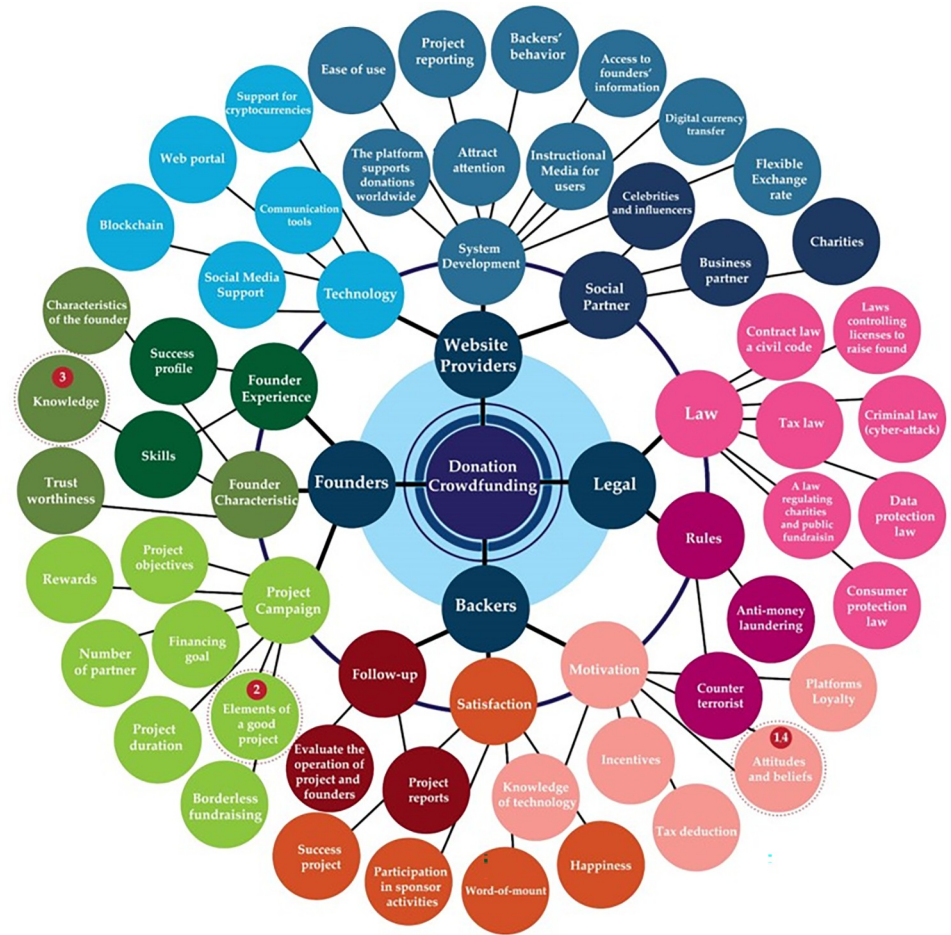 Backers'
behavior
Project
reporting
Ease of use
Access to
founders'
information
Support for
cryptocurrencies
Digital currency
transfer
Web portal
The platform
supports
donations
worldwide
Attract
attention
Instructional
Media for
users
Flexible
Exchange
rate
Communication
tools
Celebrities
and influencers
Blockchain
Charities
System
Development
Business
partner
Social Media
Support
Technology
Social
Partner
Characteristics
of the founder
Laws
controlling
licenses to
raise found
Contract law
a civil code
Success
profile
Website
Providers
Founder
Experience
3
Knowledge
Law
Tax law
Criminal law
(cyber-attack)
Skills
Donation
Crowdfunding
Founders
Legal
Trust
worthiness
Founder
Characteristic
A law
regulating
charities
and public
fundraisin
Data
protection
law
Rules
Project
objectives
Rewards
Project
Campaign
Backers
Consumer
protection
law
Anti-money
laundering
Financing
goal
Number
of partner
Follow-up
Motivation
Satisfaction
Counter
terrorist
Platforms
Loyalty
2
Elements of
a good
project
Project
duration
1,4
Attitudes
and beliefs
Evaluate the
operation of
project and
founders
Project
reports
Knowledge
of technology
Incentives
Borderless
fundraising
Tax deduction
Success
project
Participation
in sponsor
activities
Word-of-mount
Happiness